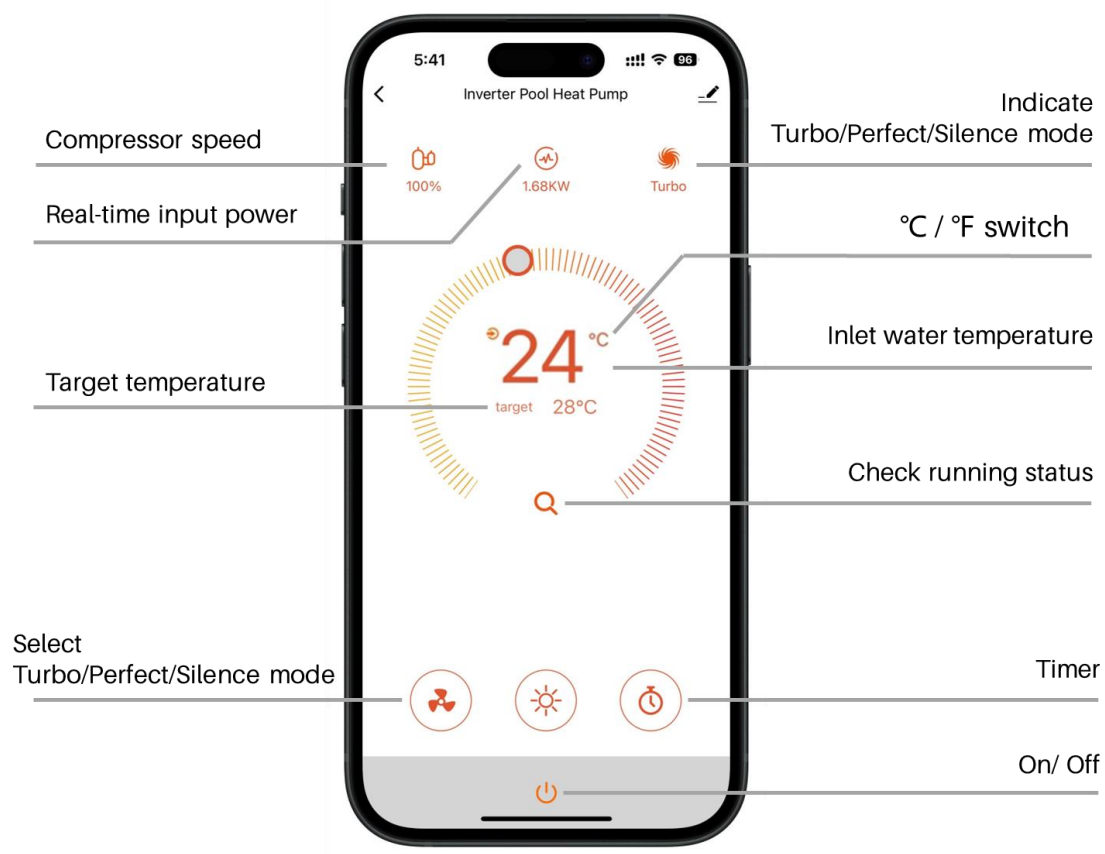 5:41
96
Inverter Pool Heat Pump
Indicate
Turbo/Perfect/Silence mode
Compressor speed
100%
1.68KW
Turbo
Real-time input power
°C / °F switch
Inlet water temperature
24 °C
Target temperature
target 28°C
Check running status
Select
Turbo/Perfect/Silence mode
Timer
On/ Off